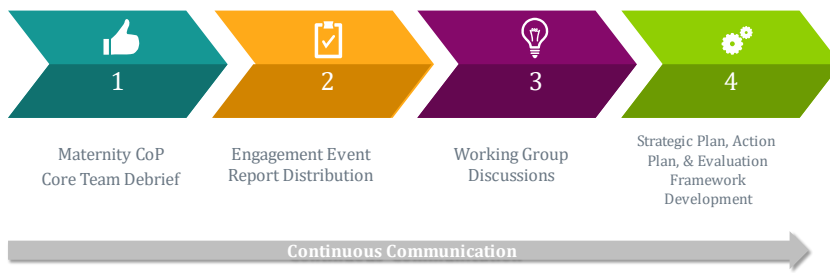 1
2
3
4
Maternity CoP
Core Team Debrief
Engagement Event
Report Distribution
Working Group
Discussions
Strategic Plan, Action
Plan, & Evaluation
Framework
Development
Continuous Communication